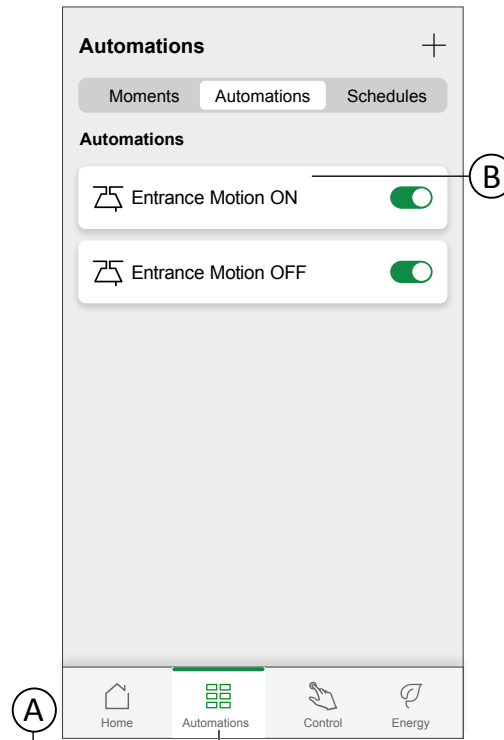 Automations
Moments Automations Schedules
Automations
B
Entrance Motion ON
Entrance Motion OFF
A
Home Automations Control Energy